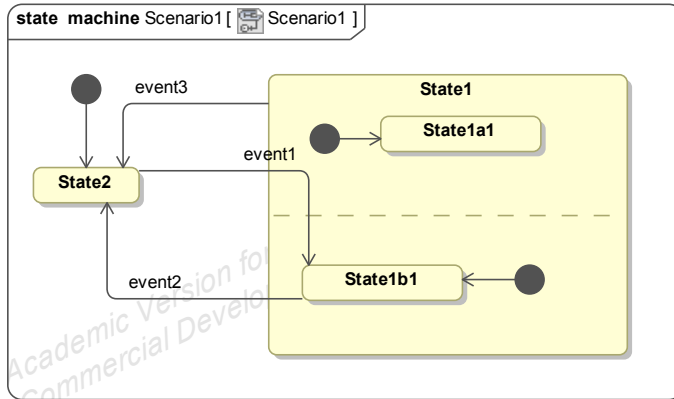 state machine Scenario1 [ Scenario1 ]
event3
State1
State1a1
event1
State2
State1b1
event2
Academic Version for
Commercial Develo